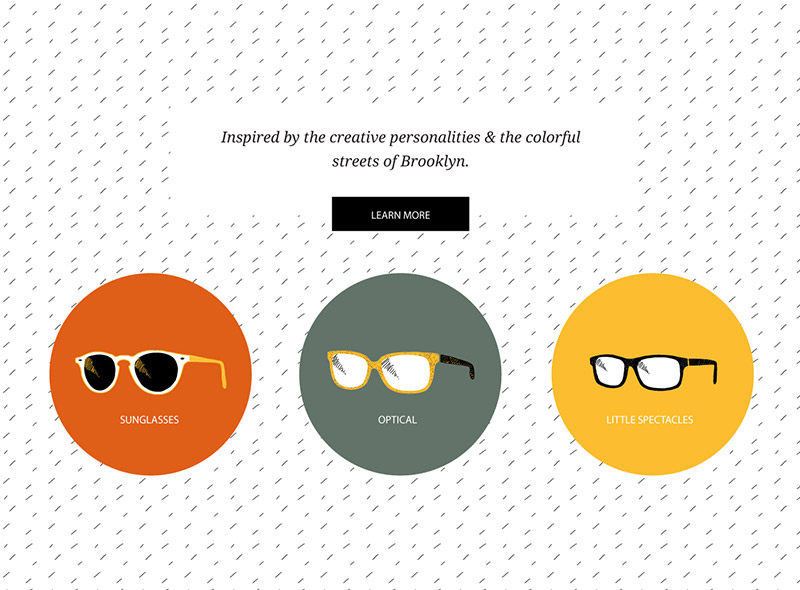 Inspired by the creative personalities & the colorful
streets of Brooklyn.
LEARN MORE
SUNGLASSES
OPTICAL
LITTLE SPECTACLES